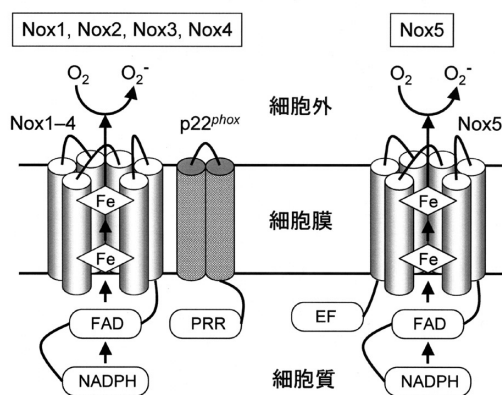 Nox1, Nox2, Nox3, Nox4
Nox5
O₂ O₂⁻
O₂ O₂⁻
細胞外
Nox1–4
p22phox
Nox5
Fe
Fe
細胞膜
Fe
Fe
FAD
PRR
EF
FAD
NADPH
細胞質
NADPH